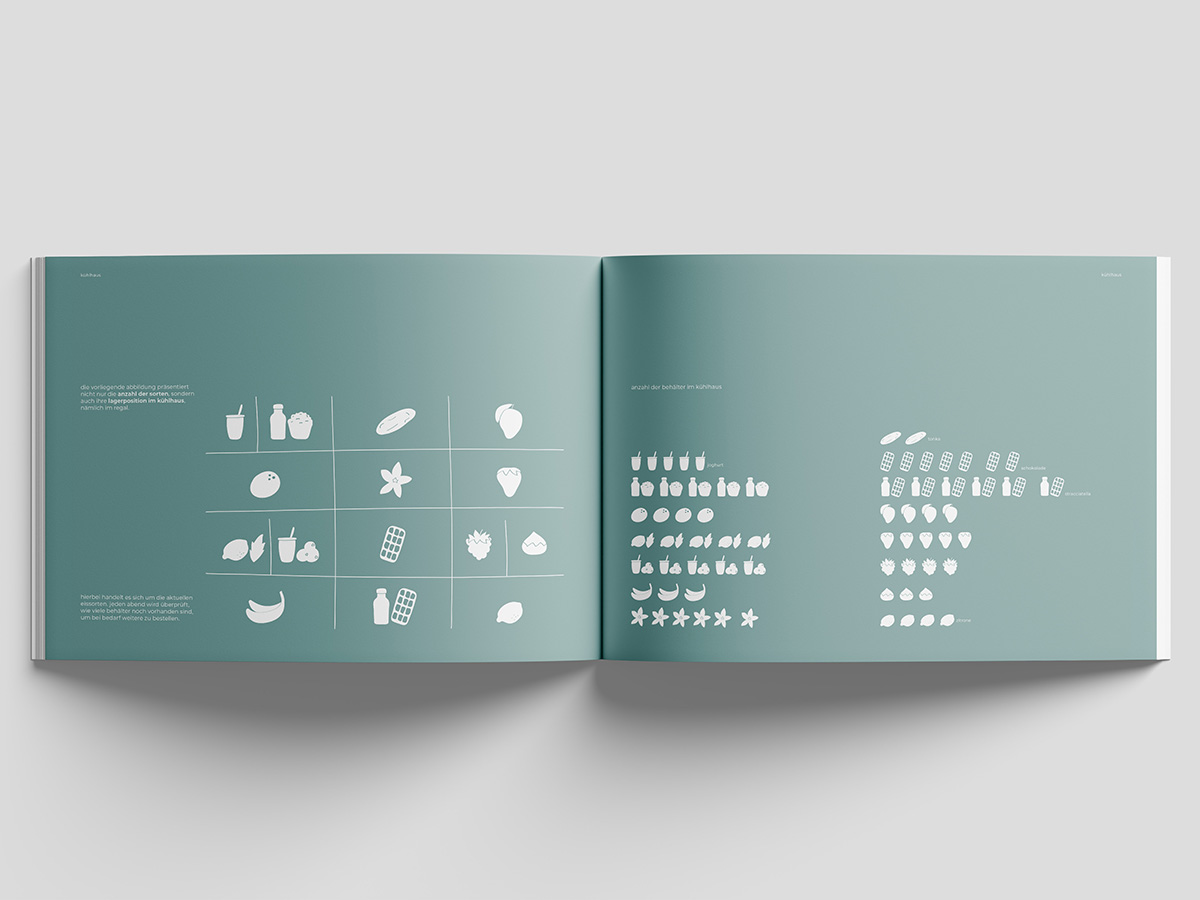 kühlhaus
die vorliegende abbildung präsentiert
nicht nur die anzahl der sorten, sondern
auch ihre lagerposition im kühlhaus,
nämlich im regal.
hierbei handelt es sich um die aktuellen
eissorten. jeden abend wird überprüft,
wie viele behälter noch vorhanden sind,
um bei bedarf weitere zu bestellen.
kühlhaus
anzahl der behälter im kühlhaus
joghurt
tonka
schokolade
stracciatella
zitrone